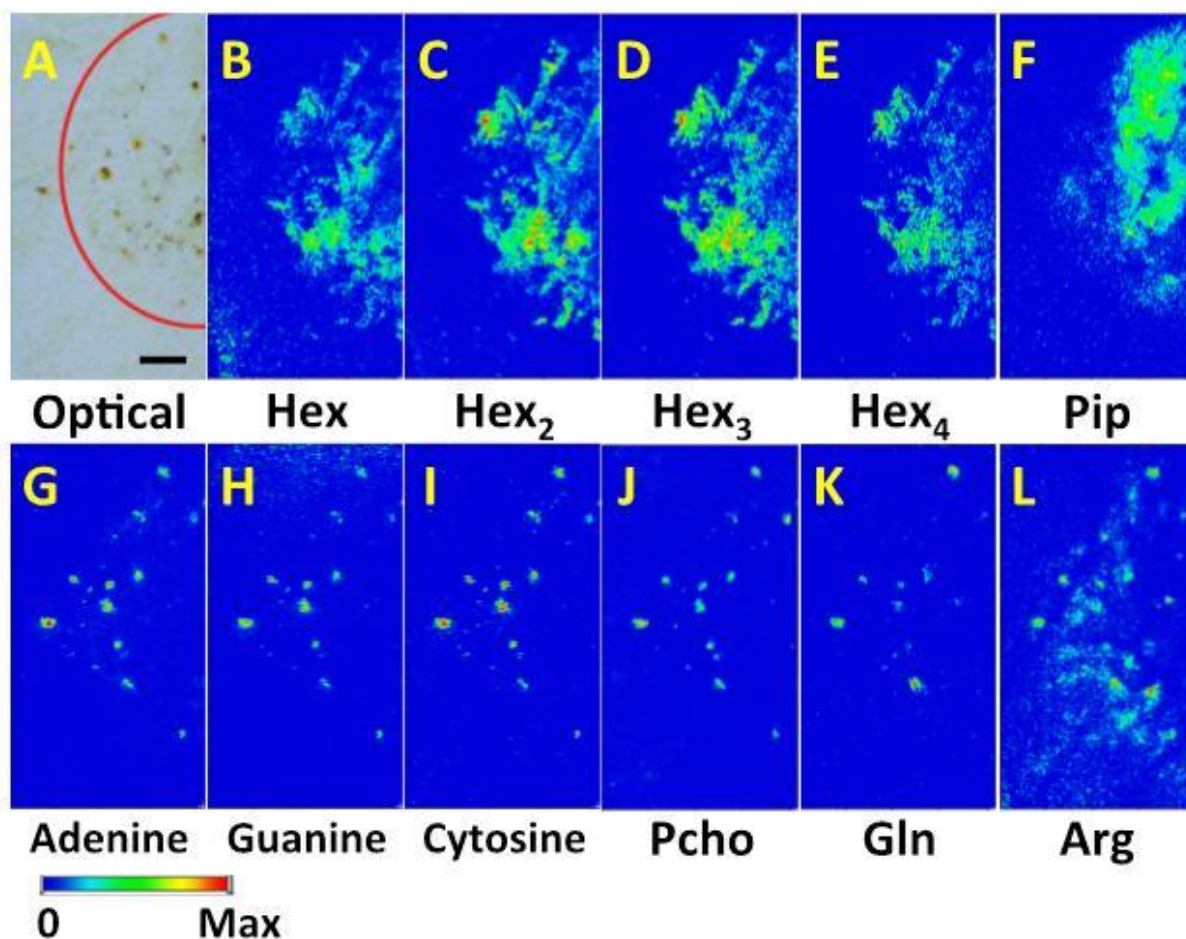 A B C D E F
Optical Hex Hex₂ Hex₃ Hex₄ Pip
G H I J K L
Adenine Guanine Cytosine Pcho Gln Arg
0 Max